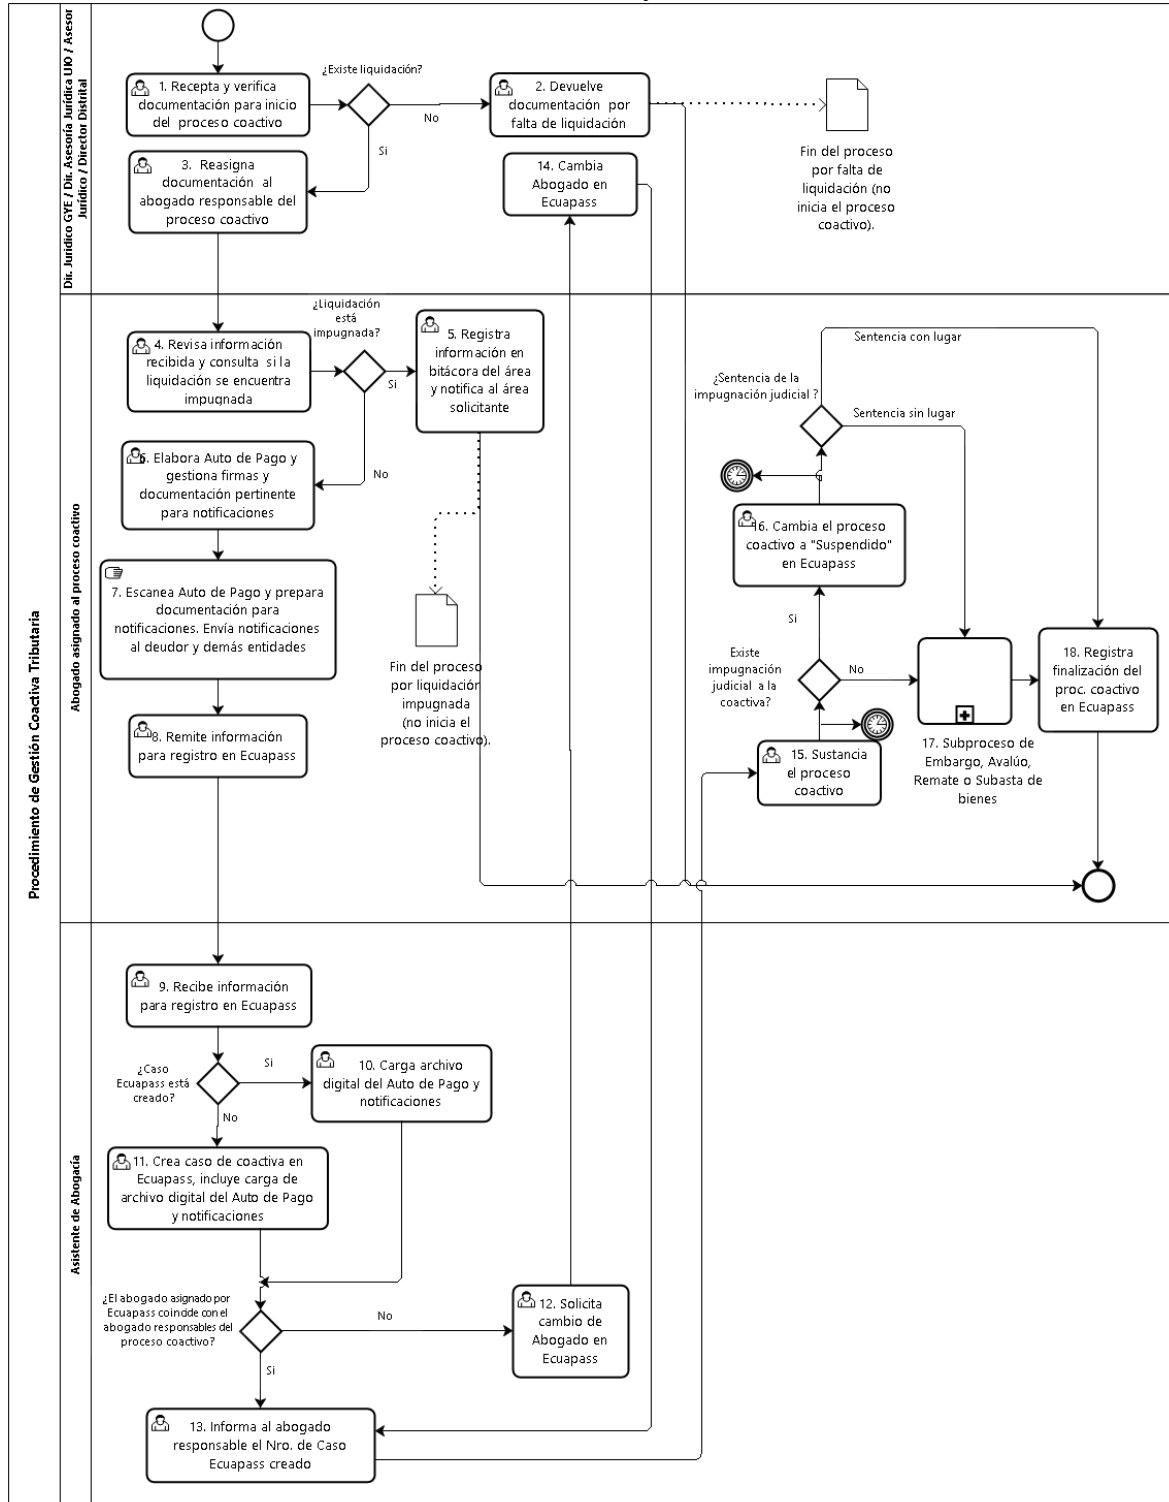 Procedimiento de Gestión Coactiva Tributaria
Dir. Jurídico GYE / Dir. Asesoría Jurídica UIO / Asesor
Jurídico / Director Distrital
¿Existe liquidación?
1. Recepta y verifica
documentación para inicio
del proceso coactivo
No
2. Devuelve
documentación por
falta de liquidación
Si
3. Reasigna
documentación al
abogado responsable del
proceso coactivo
14. Cambia
Abogado en
Ecuapass
Fin del proceso
por falta de
liquidación (no
inicia el proceso
coactivo).
Abogado asignado al proceso coactivo
¿Liquidación
está
impugnada?
4. Revisa información
recibida y consulta si la
liquidación se encuentra
impugnada
Si
5. Registra
información en
bitácora del área
y notifica al área
solicitante
No
6. Elabora Auto de Pago y
gestiona firmas y
documentación pertinente
para notificaciones
7. Escanea Auto de Pago y prepara
documentación para
notificaciones. Envía notificaciones
al deudor y demás entidades
Fin del proceso
por liquidación
impugnada
(no inicia el
proceso coactivo).
8. Remite información
para registro en Ecuapass
Sentencia con lugar
¿Sentencia de la
impugnación judicial ?
Sentencia sin lugar
16. Cambia el proceso
coactivo a "Suspendido"
en Ecuapass
Si
Existe
impugnación
judicial a la
coactiva?
No
18. Registra
finalización del
proc. coactivo
en Ecuapass
15. Sustancia
el proceso
coactivo
17. Subproceso de
Embargo, Avalúo,
Remate o Subasta de
bienes
Asistente de Abogacía
9. Recibe información
para registro en Ecuapass
¿Caso
Ecuapass está
creado?
Si
10. Carga archivo
digital del Auto de Pago y
notificaciones
No
11. Crea caso de coactiva en
Ecuapass, incluye carga de
archivo digital del Auto de Pago
y notificaciones
¿El abogado asignado por
Ecuapass coincide con el
abogado responsables del
proceso coactivo?
No
12. Solicita
cambio de
Abogado en
Ecuapass
Si
13. Informa al abogado
responsable el Nro. de Caso
Ecuapass creado